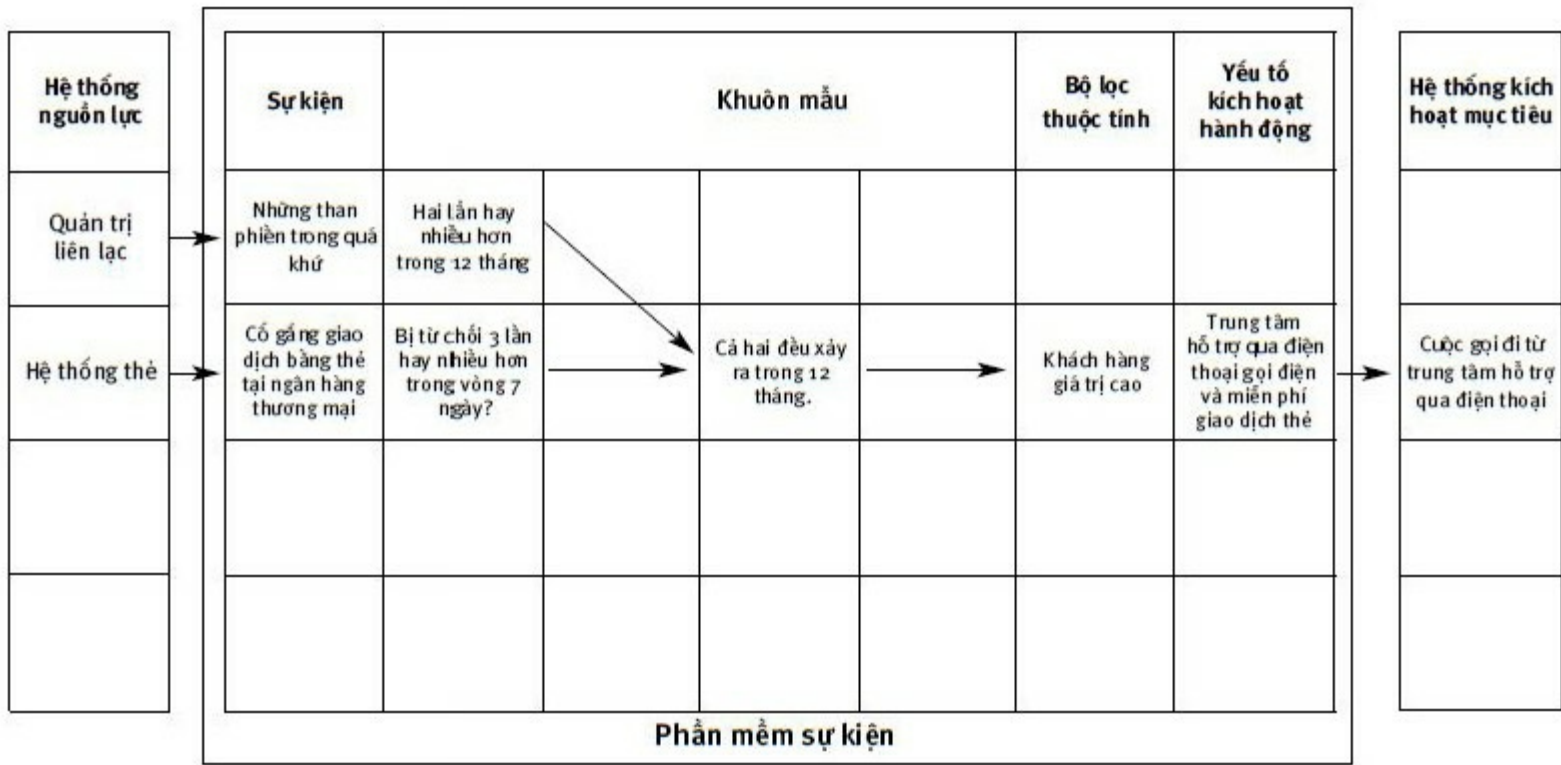 Hệ thống
nguồn lực
Sự kiện
Khuôn mẫu
Bộ lọc
thuộc tính
Yếu tố
kích hoạt
hành động
Hệ thống kích
hoạt mục tiêu
Quản trị
liên lạc
Những than
phiền trong quá
khứ
Hai lần hay
nhiều hơn
trong 12 tháng
Hệ thống thẻ
Cố gắng giao
dịch bằng thẻ
tại ngân hàng
thương mại
Bị từ chối 3 lần
hay nhiều hơn
trong vòng 7
ngày?
Cả hai đều xảy
ra trong 12
tháng.
Khách hàng
giá trị cao
Trung tâm
hỗ trợ qua điện
thoại gọi điện
và miễn phí
giao dịch thẻ
Cuộc gọi đi từ
trung tâm hỗ trợ
qua điện thoại
Phần mềm sự kiện